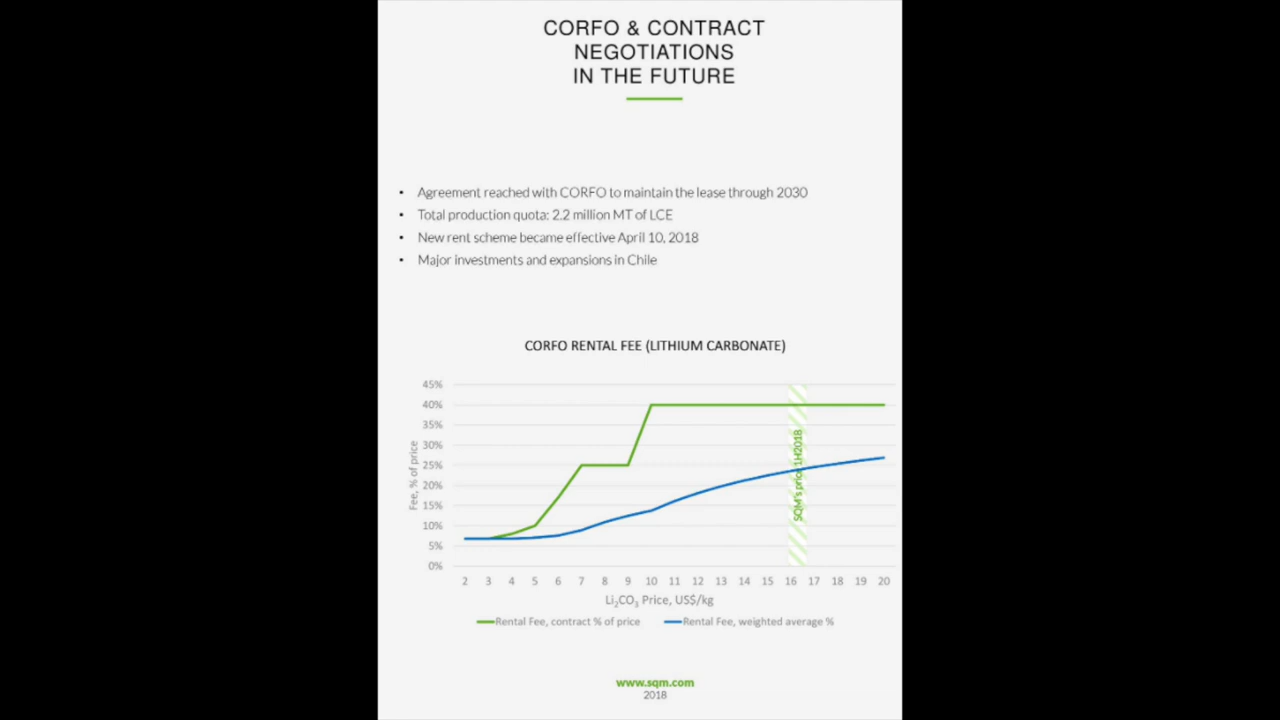 CORFO & CONTRACT
NEGOTIATIONS
IN THE FUTURE
• Agreement reached with CORFO to maintain the lease through 2030
• Total production quota: 2.2 million MT of LCE
• New rent scheme became effective April 10, 2018
• Major investments and expansions in Chile
CORFO RENTAL FEE (LITHIUM CARBONATE)
45%
40%
35%
30%
25%
20%
15%
10%
5%
0%
Fee, % of price
SQM's price 1H2018
2 3 4 5 6 7 8 9 10 11 12 13 14 15 16 17 18 19 20
Li₂CO₃ Price, US$/kg
Rental Fee, contract % of price Rental Fee, weighted average %
www.sqm.com
2018